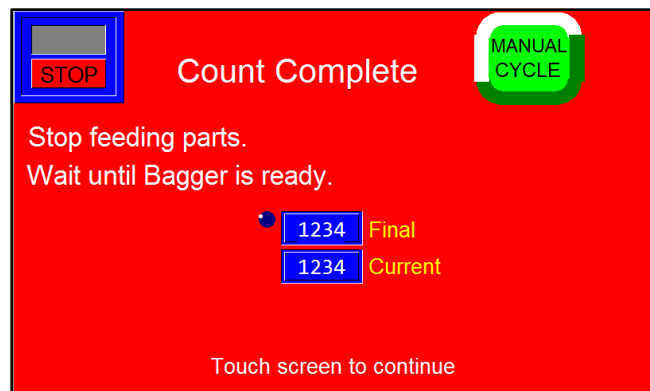 STOP
Count Complete
MANUAL
CYCLE
Stop feeding parts.
Wait until Bagger is ready.
1234 Final
1234 Current
Touch screen to continue